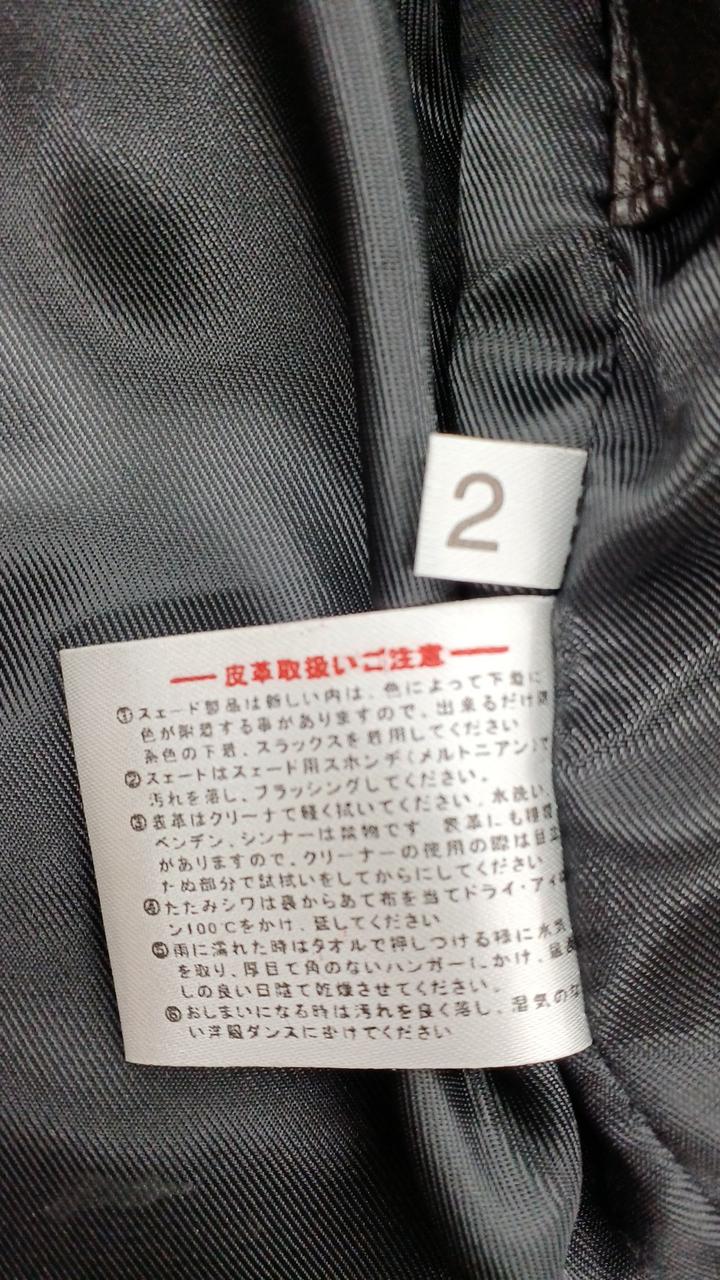 2
皮革取扱いご注意
①スェード製品は新しい内は、色によって下着に
色が附着する事がありますので、出来るだけ
系色の下着、スラックスを着用してください
②スェードはスェード用スポンヂ(メルトニアン)で
汚れを落し、ブラッシングしてください。
③表革はクリーナで軽く拭いてください。水洗い
ベンデン、シンナーは禁物です 表革にも種
がありますので、クリーナーの使用の際は目立
たぬ部分で試拭いをしてからにしてください
④たたみシワは裏からあて布を当てドライ・アイ
ン100℃をかけ、延してください
⑤雨に濡れた時はタオルで押しつける様に水気
を取り、厚目で角のないハンガーにかけ、
しの良い日陰で乾燥させてください。
⑥おしまいになる時は汚れを良く落し、湿気のな
い洋服ダンスに掛けてください